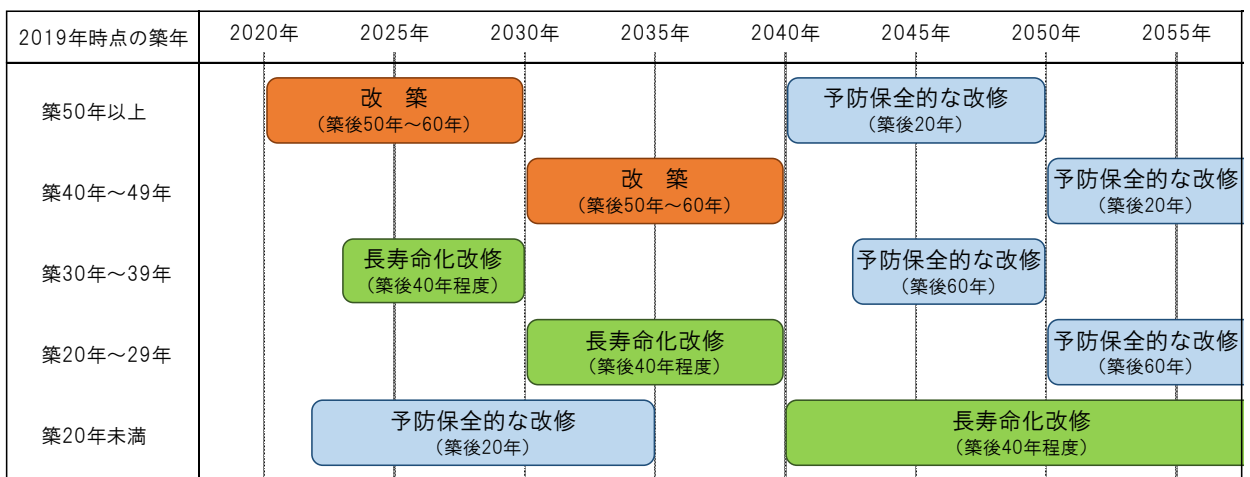 2019年時点の築年 2020年 2025年 2030年 2035年 2040年 2045年 2050年 2055年
築50年以上
改 築
(築後50年~60年)
予防保全的な改修
(築後20年)
築40年~49年
改 築
(築後50年~60年)
予防保全的な改修
(築後20年)
築30年~39年
長寿命化改修
(築後40年程度)
予防保全的な改修
(築後60年)
築20年~29年
長寿命化改修
(築後40年程度)
予防保全的な改修
(築後60年)
築20年未満
予防保全的な改修
(築後20年)
長寿命化改修
(築後40年程度)